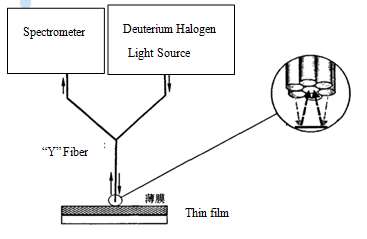 Spectrometer
Deuterium Halogen
Light Source
“Y” Fiber
薄膜
Thin film